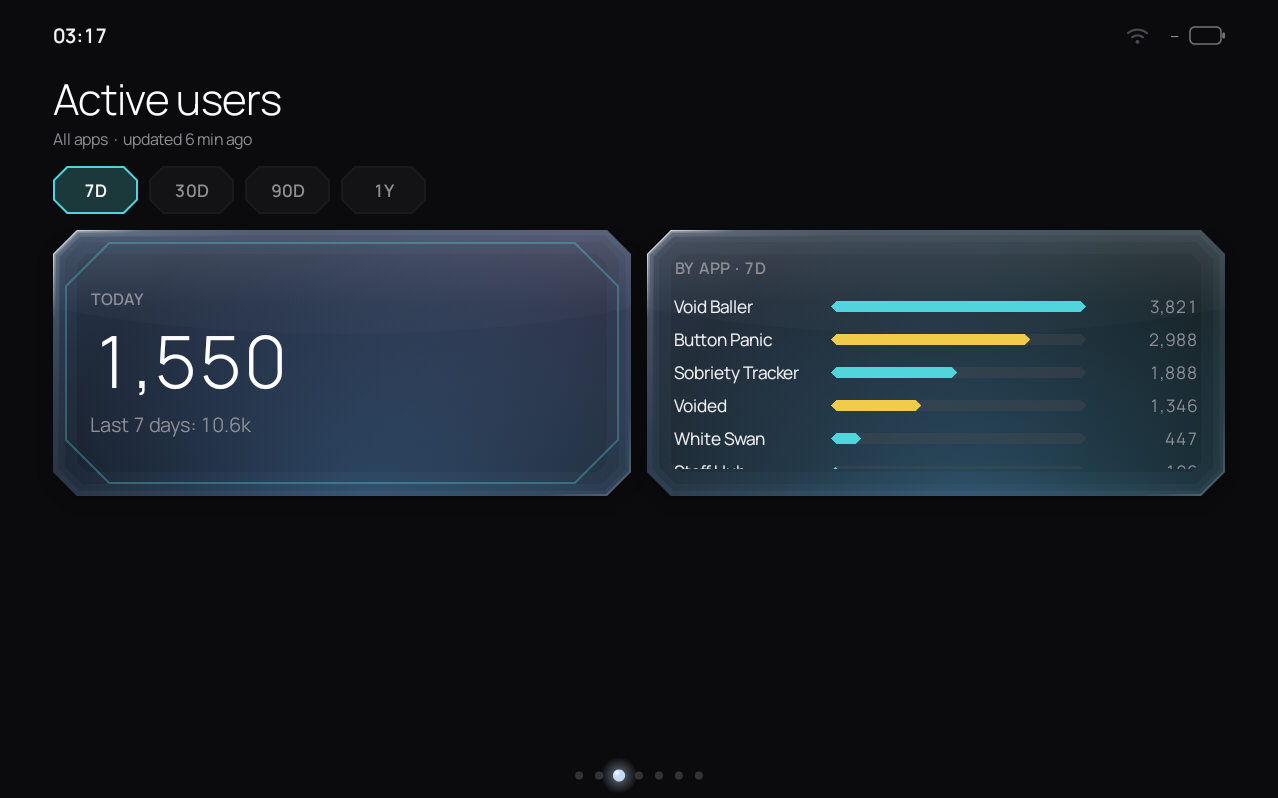 03:17
–
Active users
All apps · updated 6 min ago
7D
30D
90D
1Y
TODAY
1,550
Last 7 days: 10.6k
BY APP · 7D
Void Baller 3,821
Button Panic 2,988
Sobriety Tracker 1,888
Voided 1,346
White Swan 447